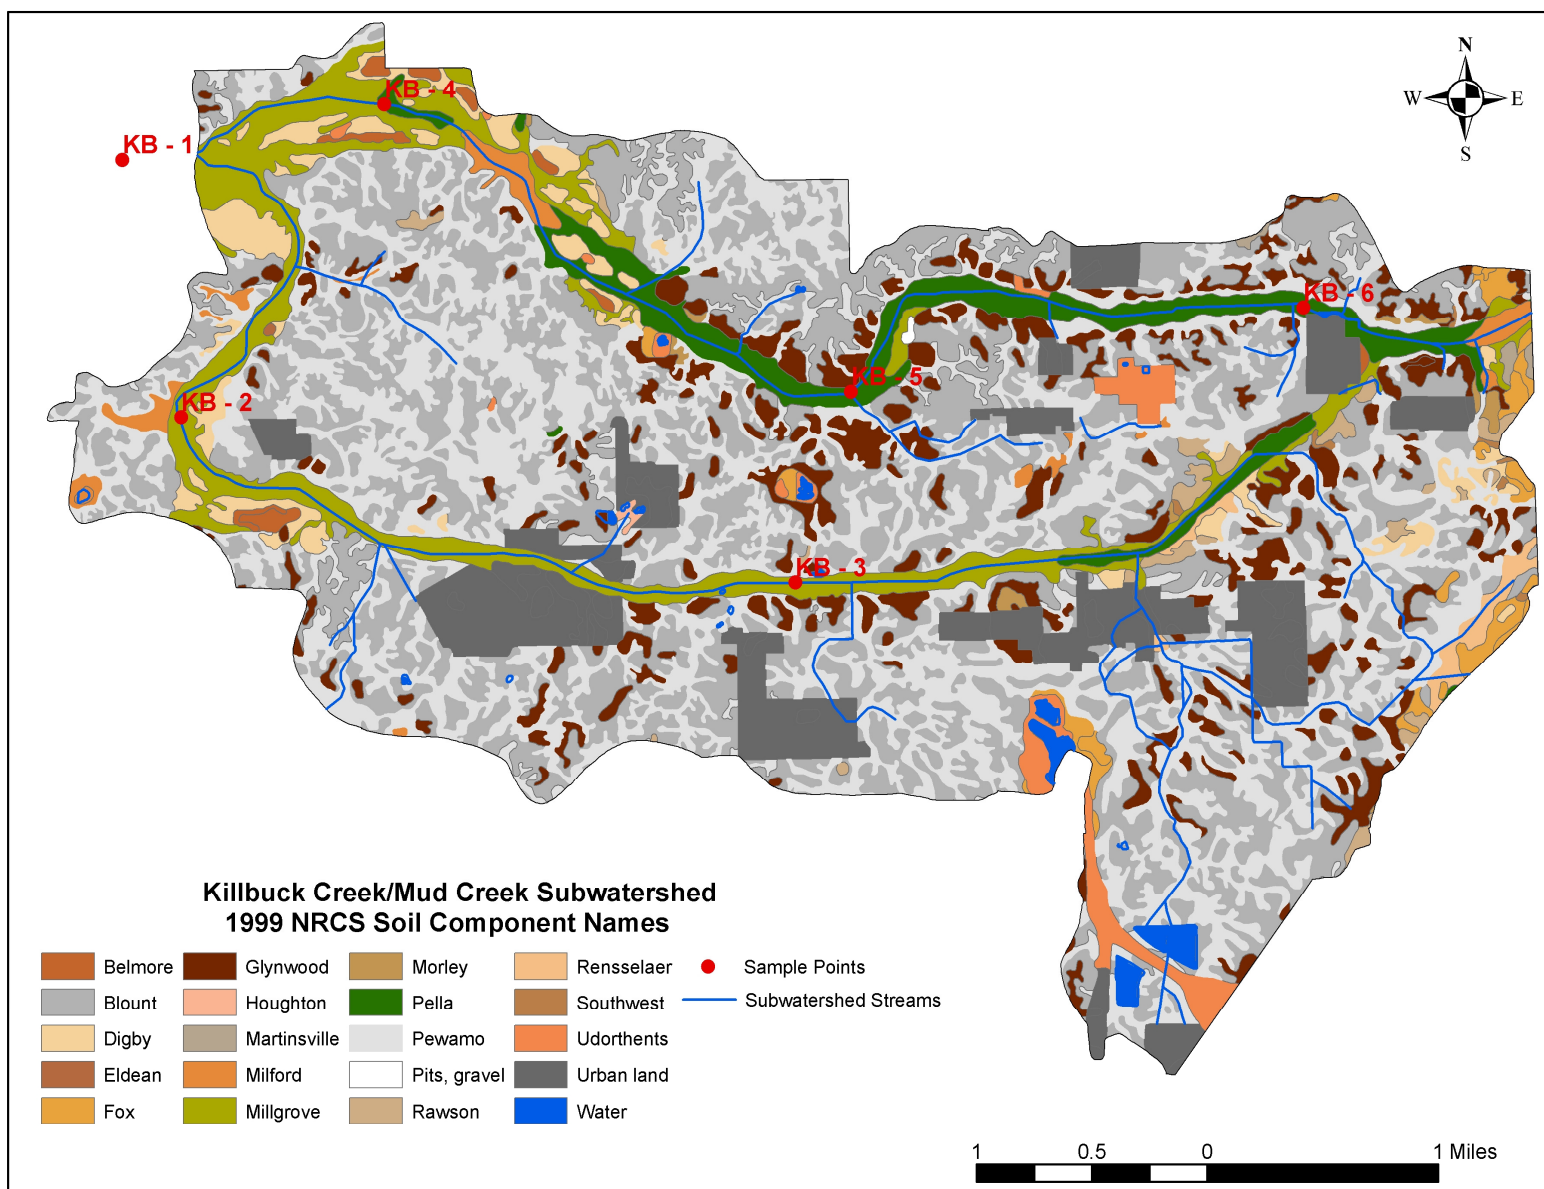 N
W E
S
KB - 4
KB - 1
KB - 6
KB - 5
KB - 2
KB - 3
Killbuck Creek/Mud Creek Subwatershed
1999 NRCS Soil Component Names
Belmore Glynwood Morley Rensselaer Sample Points
Blount Houghton Pella Southwest Subwatershed Streams
Digby Martinsville Pewamo Udorthents
Eldean Milford Pits, gravel Urban land
Fox Millgrove Rawson Water
1 0.5 0 1 Miles